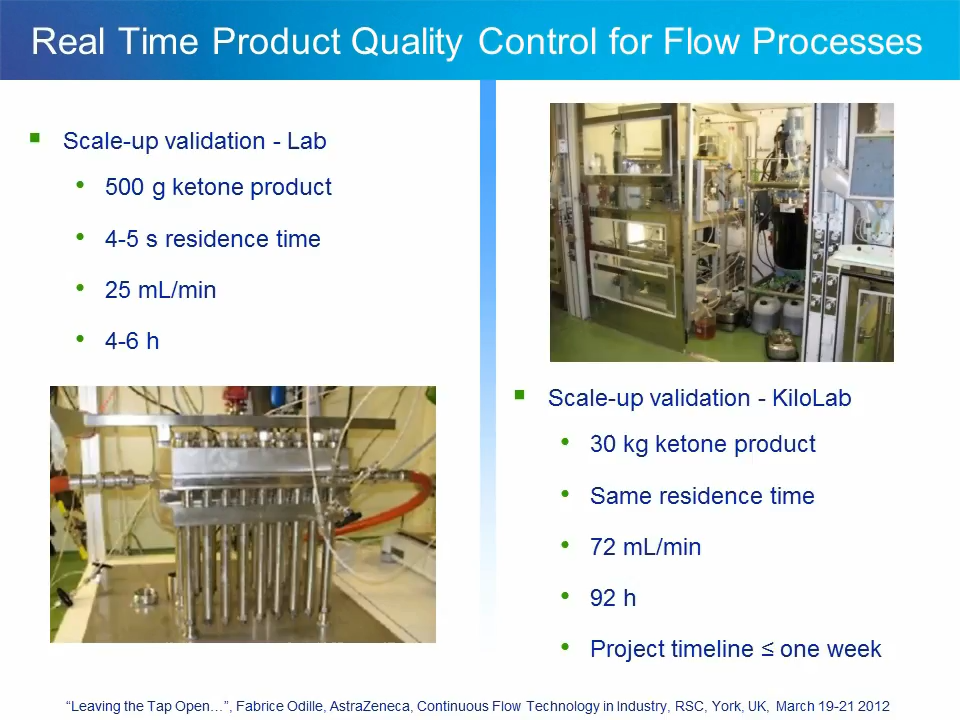 Real Time Product Quality Control for Flow Processes
Scale-up validation - Lab
500 g ketone product
4-5 s residence time
25 mL/min
4-6 h
Scale-up validation - KiloLab
30 kg ketone product
Same residence time
72 mL/min
92 h
Project timeline ≤ one week
“Leaving the Tap Open…”, Fabrice Odille, AstraZeneca, Continuous Flow Technology in Industry, RSC, York, UK, March 19-21 2012